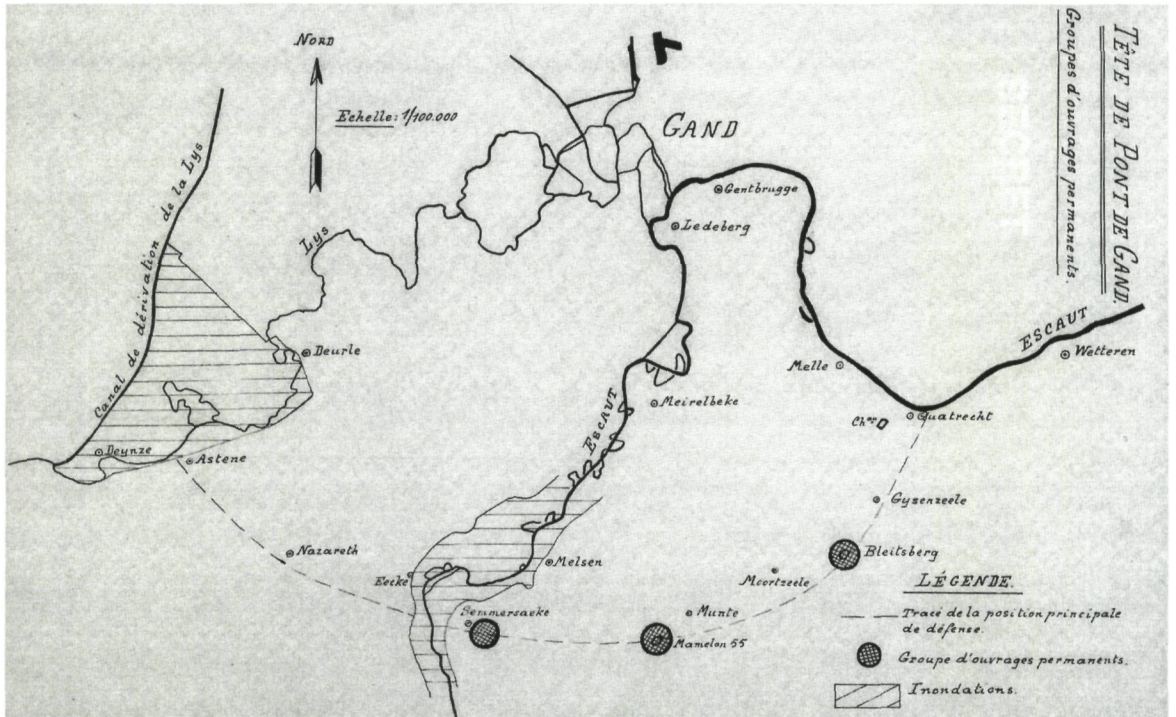 TÊTE DE PONT DE GAND.
Groupes d'ouvrages permanents.
NORD
Echelle: 1/100.000
GAND
Gentbrugge
Ledeberg
Canal de dérivation de la Lys
Lys
Deurle
ESCAUT
Wetteren
Melle
Meirelbeke
Quatrecht
ESCAUT
Deynze
Astene
Gysenzeele
Nazareth
Bleitsberg
Melsen
Eecke
Moortzeele
Semmersaeke
Munte
Mamelon 55
LÉGENDE.
Tracé de la position principale
de défense.
Groupe d'ouvrages permanents.
Inondations.